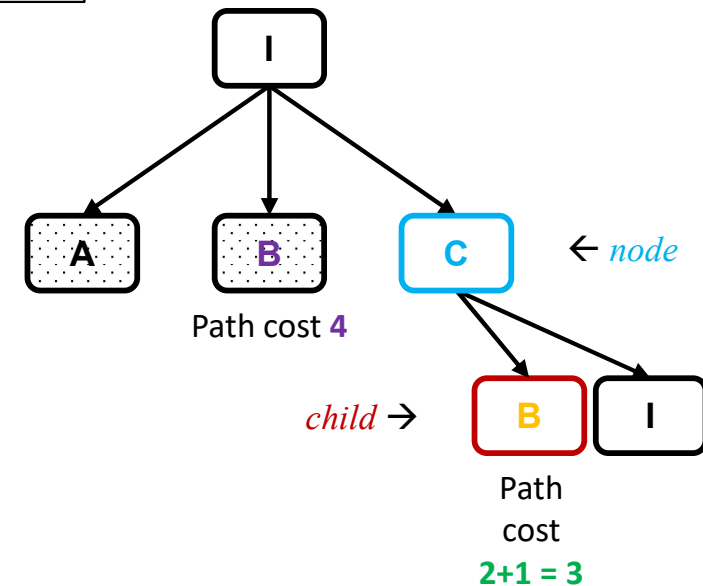 I
A
B
C
← node
Path cost 4
child →
B
I
Path
cost
2+1 = 3